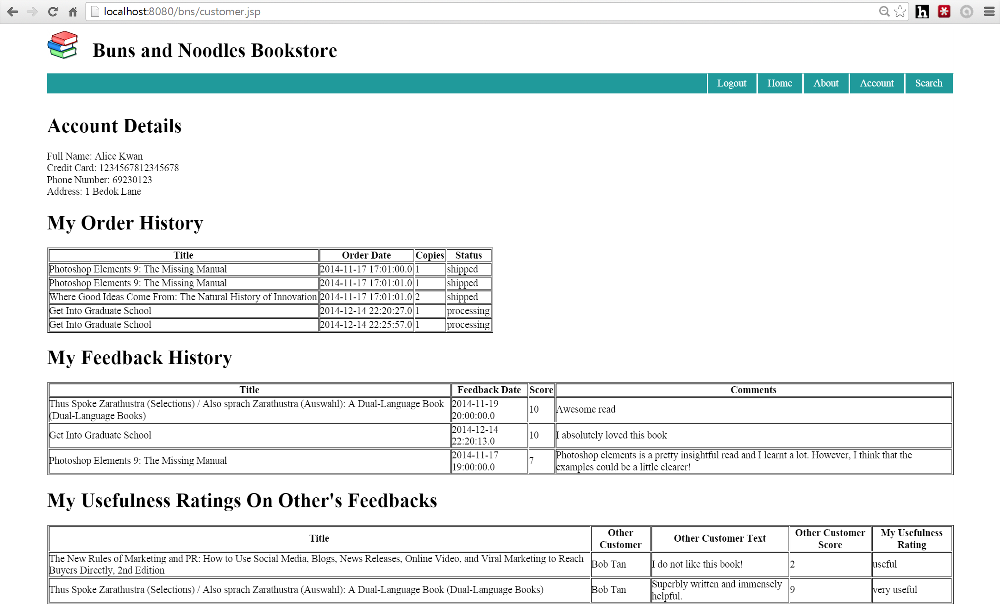 localhost:8080/bns/customer.jsp
Buns and Noodles Bookstore
Logout Home About Account Search
Account Details
Full Name: Alice Kwan
Credit Card: 1234567812345678
Phone Number: 69230123
Address: 1 Bedok Lane
My Order History
Title Order Date Copies Status
Photoshop Elements 9: The Missing Manual 2014-11-17 17:01:00.0 1 shipped
Photoshop Elements 9: The Missing Manual 2014-11-17 17:01:01.0 1 shipped
Where Good Ideas Come From: The Natural History of Innovation 2014-11-17 17:01:01.0 2 shipped
Get Into Graduate School 2014-12-14 22:20:27.0 1 processing
Get Into Graduate School 2014-12-14 22:25:57.0 1 processing
My Feedback History
Title Feedback Date Score Comments
Thus Spoke Zarathustra (Selections) / Also sprach Zarathustra (Auswahl): A Dual-Language Book
(Dual-Language Books)
2014-11-19
20:00:00.0
10
Awesome read
Get Into Graduate School
2014-12-14
22:20:13.0
10
I absolutely loved this book
Photoshop Elements 9: The Missing Manual
2014-11-17
19:00:00.0
7
Photoshop elements is a pretty insightful read and I learnt a lot. However, I think that the
examples could be a little clearer!
My Usefulness Ratings On Other's Feedbacks
Title
Other
Customer
Other Customer Text
Other Customer
Score
My Usefulness
Rating
The New Rules of Marketing and PR: How to Use Social Media, Blogs, News Releases, Online Video, and Viral Marketing to Reach
Buyers Directly, 2nd Edition
Bob Tan
I do not like this book!
2
useful
Thus Spoke Zarathustra (Selections) / Also sprach Zarathustra (Auswahl): A Dual-Language Book (Dual-Language Books)
Bob Tan
Superbly written and immensely
helpful.
9
very useful